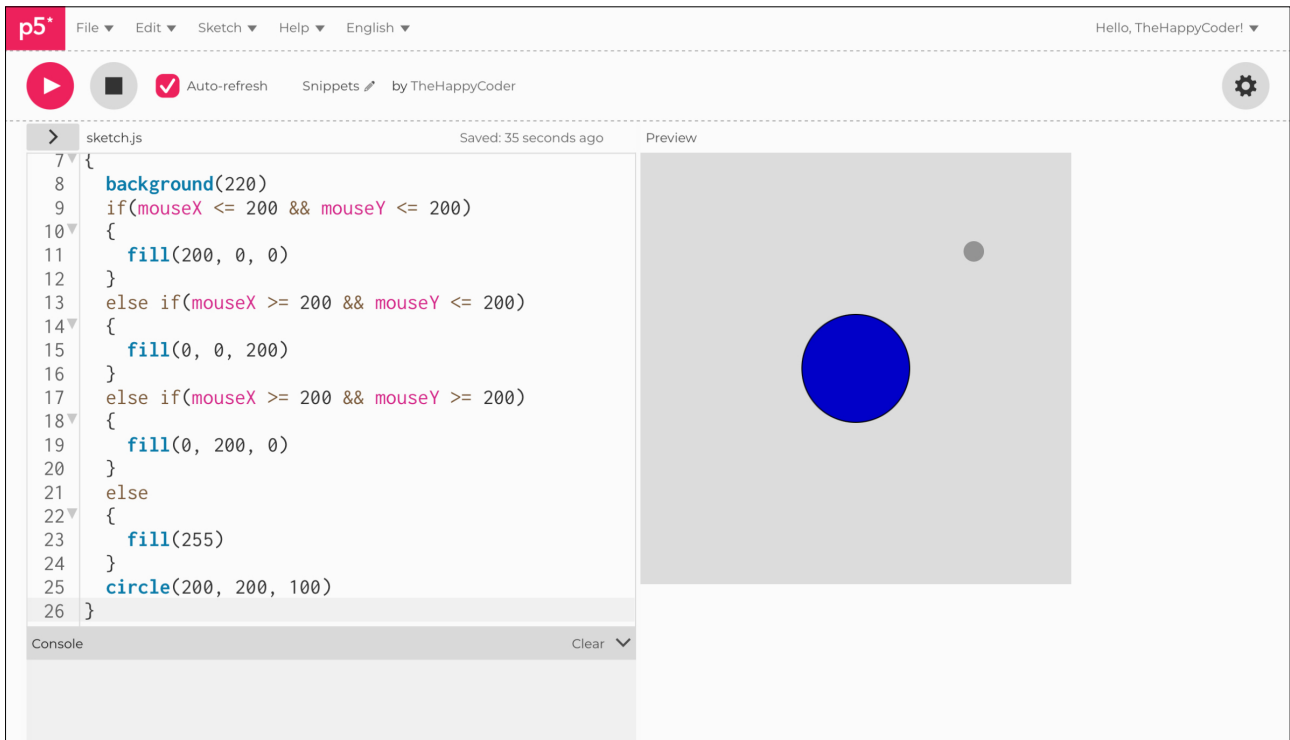 p5* File Edit Sketch Help English Hello, TheHappyCoder!
Auto-refresh Snippets by TheHappyCoder
sketch.js Saved: 35 seconds ago Preview
7 {
8 background(220)
9 if(mouseX <= 200 && mouseY <= 200)
10 {
11 fill(200, 0, 0)
12 }
13 else if(mouseX >= 200 && mouseY <= 200)
14 {
15 fill(0, 0, 200)
16 }
17 else if(mouseX >= 200 && mouseY >= 200)
18 {
19 fill(0, 200, 0)
20 }
21 else
22 {
23 fill(255)
24 }
25 circle(200, 200, 100)
26 }
Console Clear